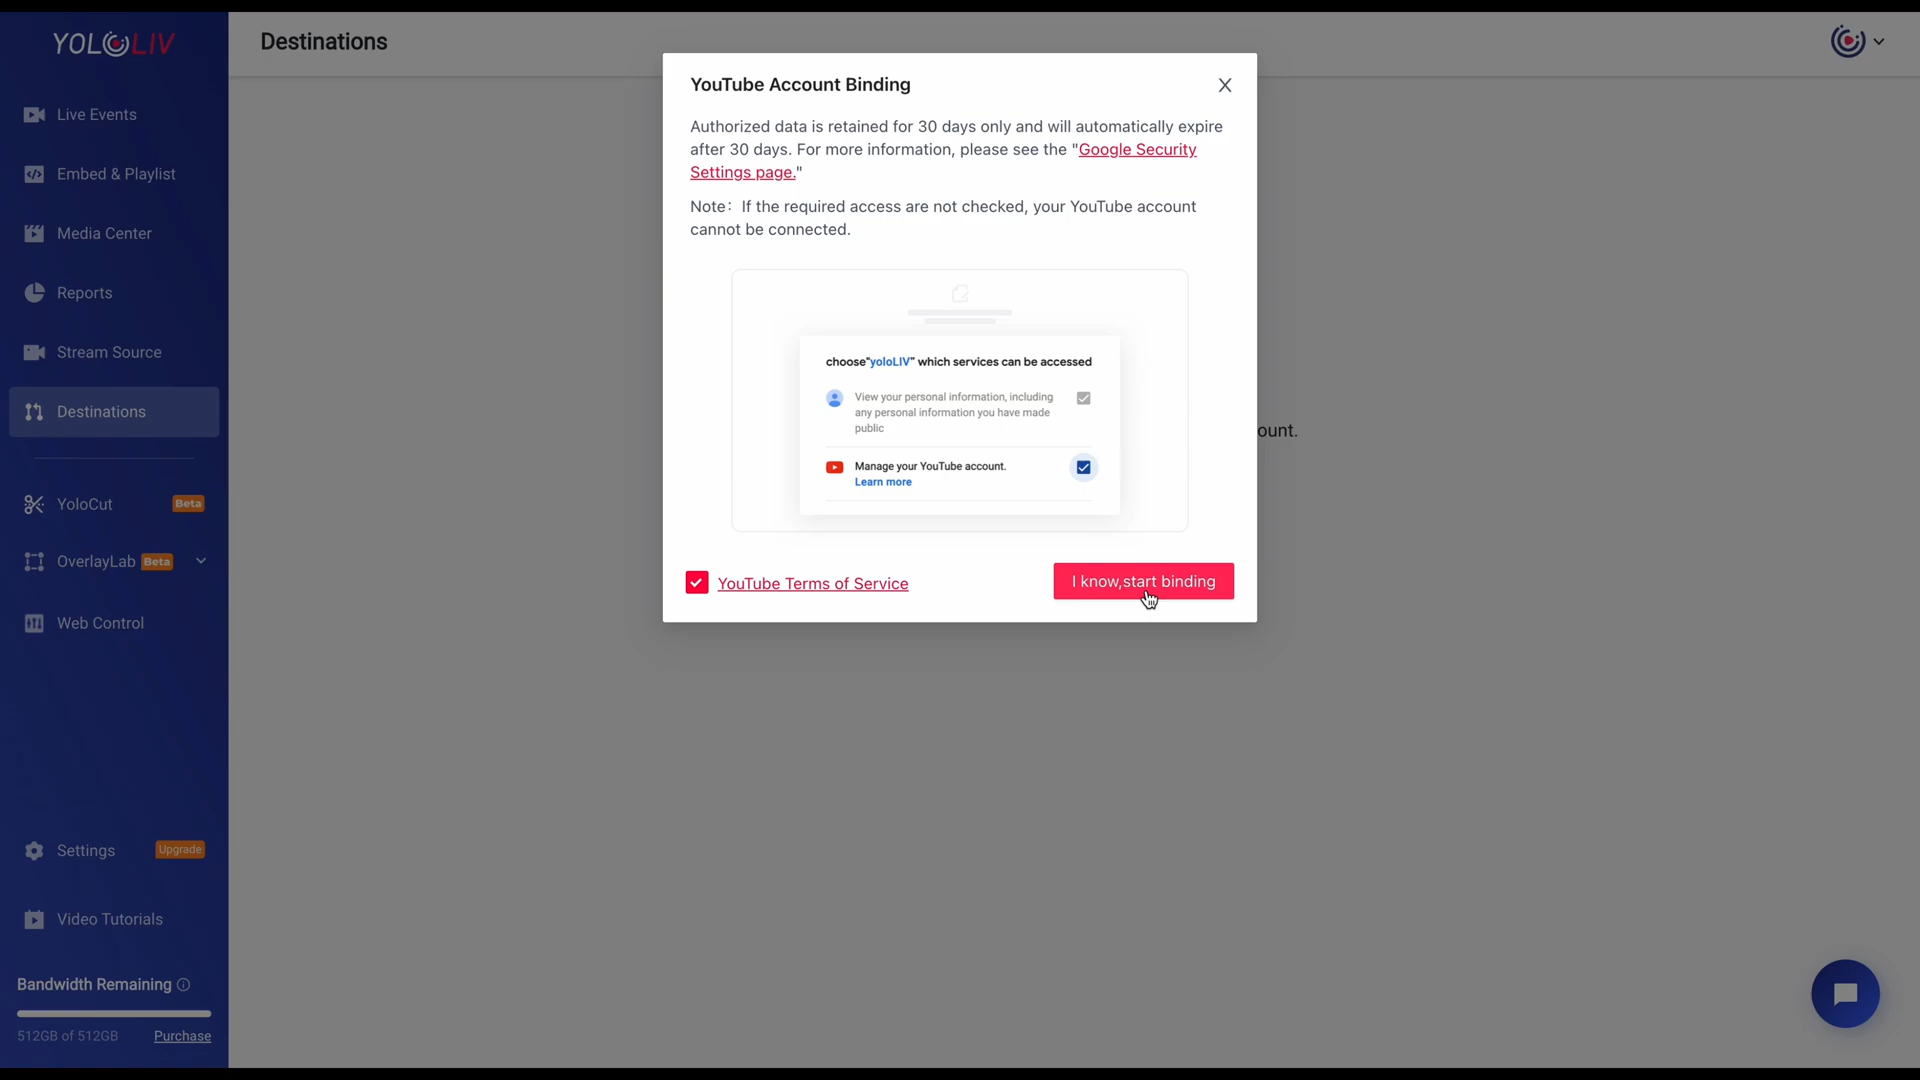 YOLOLIV
Destinations
Live Events
Embed & Playlist
Media Center
Reports
Stream Source
Destinations
YoloCut Beta
OverlayLab Beta
Web Control
Settings Upgrade
Video Tutorials
Bandwidth Remaining
512GB of 512GB Purchase
YouTube Account Binding
Authorized data is retained for 30 days only and will automatically expire
after 30 days. For more information, please see the "Google Security
Settings page."
Note: If the required access are not checked, your YouTube account
cannot be connected.
choose"yoloLIV" which services can be accessed
View your personal information, including
any personal information you have made
public
Manage your YouTube account.
Learn more
YouTube Terms of Service
I know,start binding
ount.